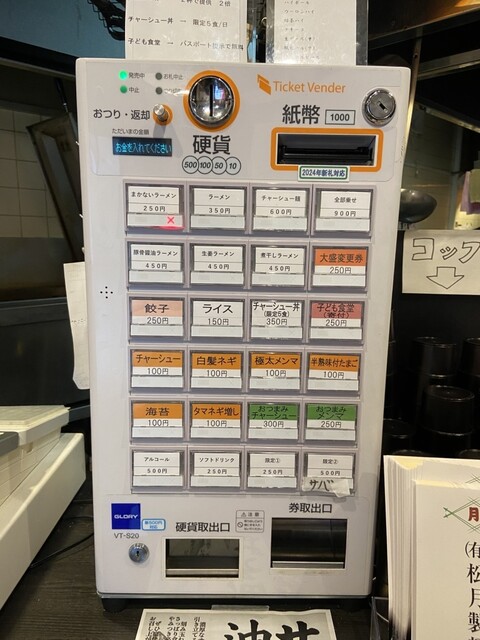 チャーシュー丼 → 限定5食/日
子ども食堂 →
発売中
お札中止
中止
Ticket Vender
おつり・返却
紙幣 1000
ただいまの金額
お金を入れてください
硬貨
500 100 50 10
2024年新札対応
まかないラーメン
250円
ラーメン
350円
チャーシュー麺
600円
全部乗せ
900円
豚骨醤油ラーメン
450円
生姜ラーメン
450円
煮干しラーメン
450円
大盛変更券
250円
餃子
250円
ライス
150円
チャーシュー丼
(限定5食)
350円
子ども食堂
(寄付)
250円
チャーシュー
100円
白髪ネギ
100円
極太メンマ
100円
半熟味付たまご
100円
海苔
100円
タマネギ増し
100円
おつまみ
チャーシュー
300円
おつまみ
メンマ
250円
アルコール
500円
ソフトドリンク
250円
限定①
250円
限定②
500円
GLORY
VT-S20
硬貨取出口
注意
券取出口
コップ